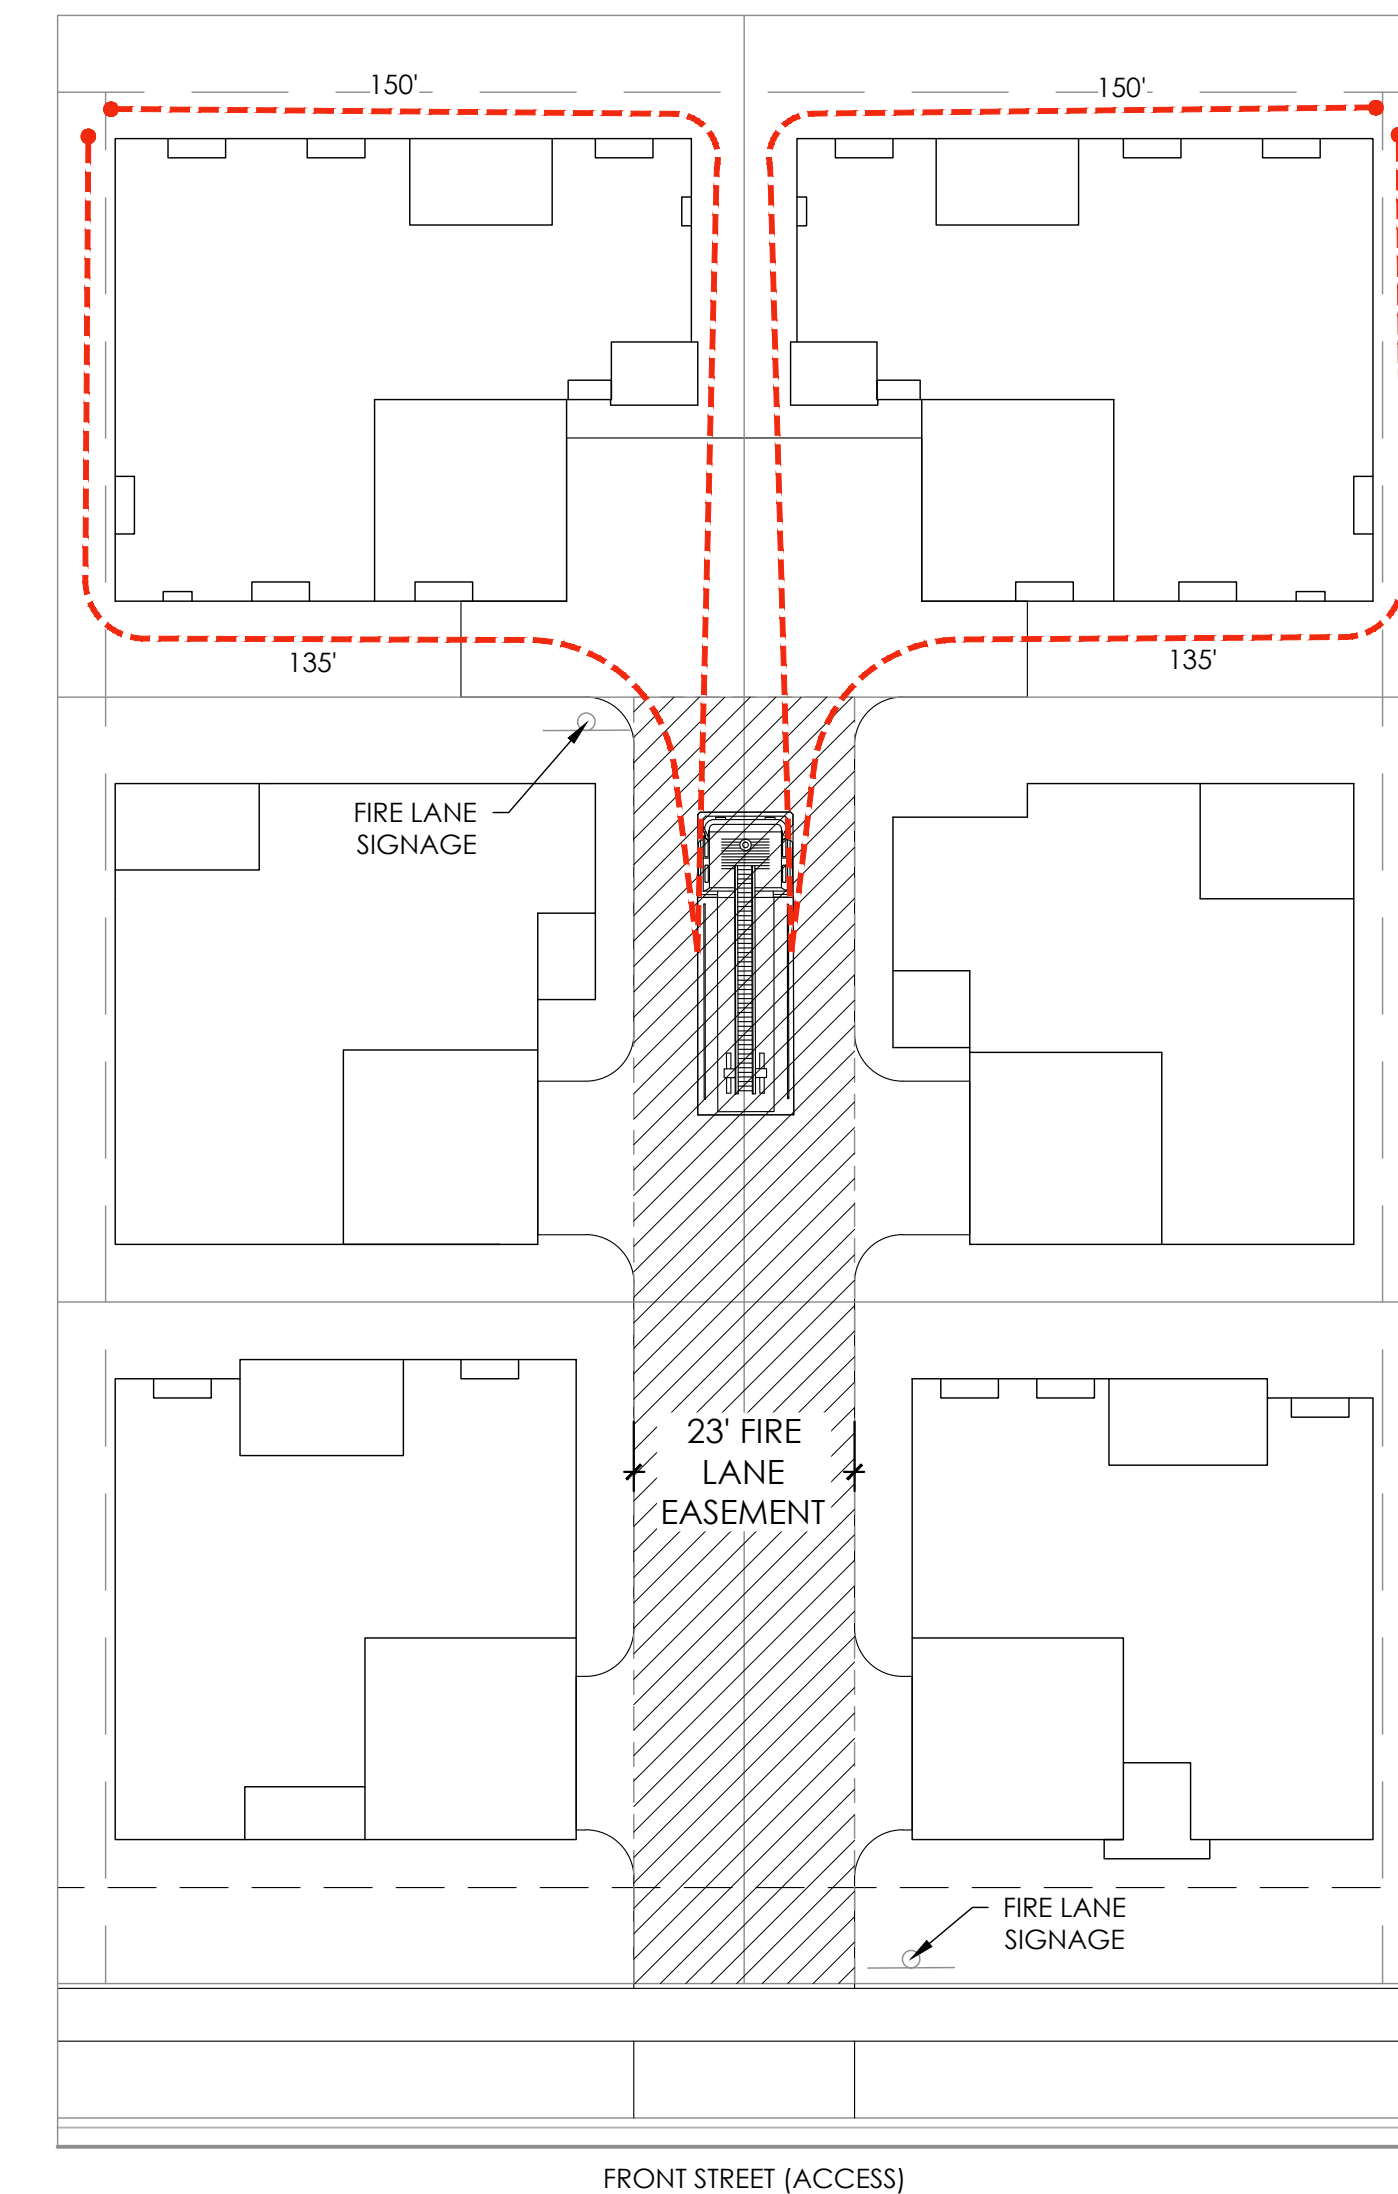 150'
150'
135'
135'
FIRE LANE
SIGNAGE
23' FIRE
LANE
EASEMENT
FIRE LANE
SIGNAGE
FRONT STREET (ACCESS)